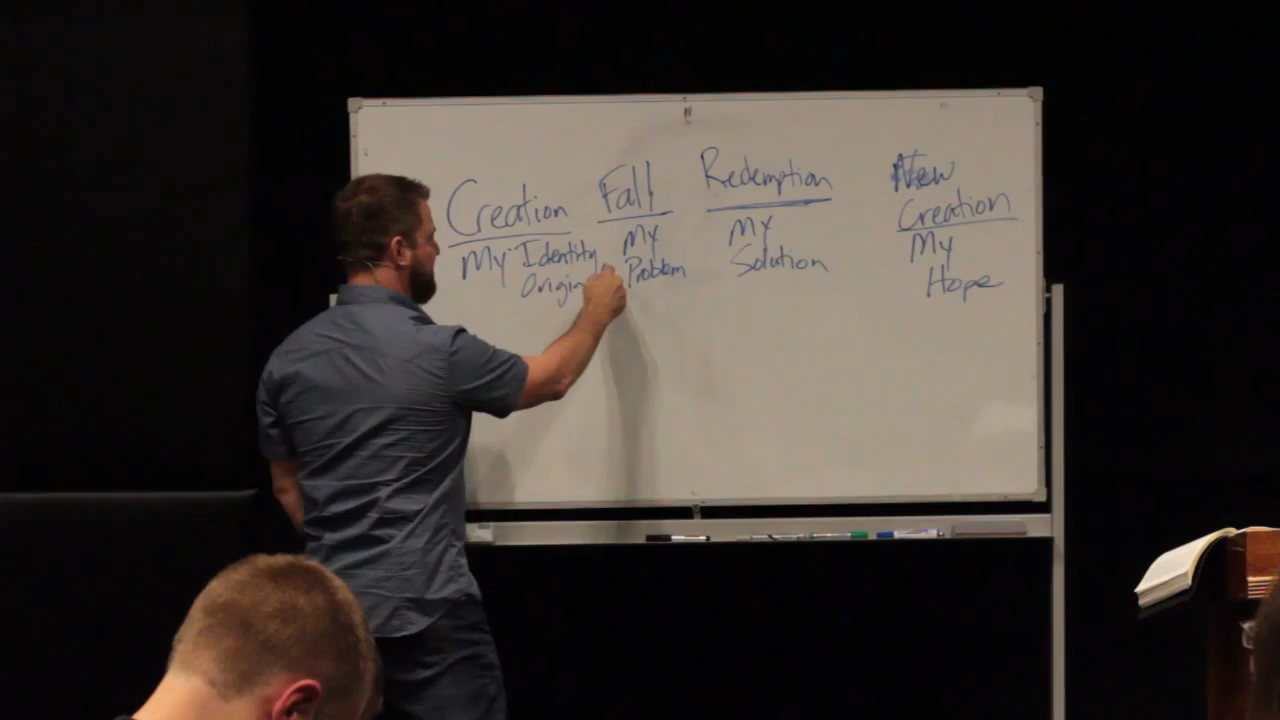 Creation
My Identity
Origin
Fall
My
Problem
Redemption
My
Solution
New
Creation
My
Hope